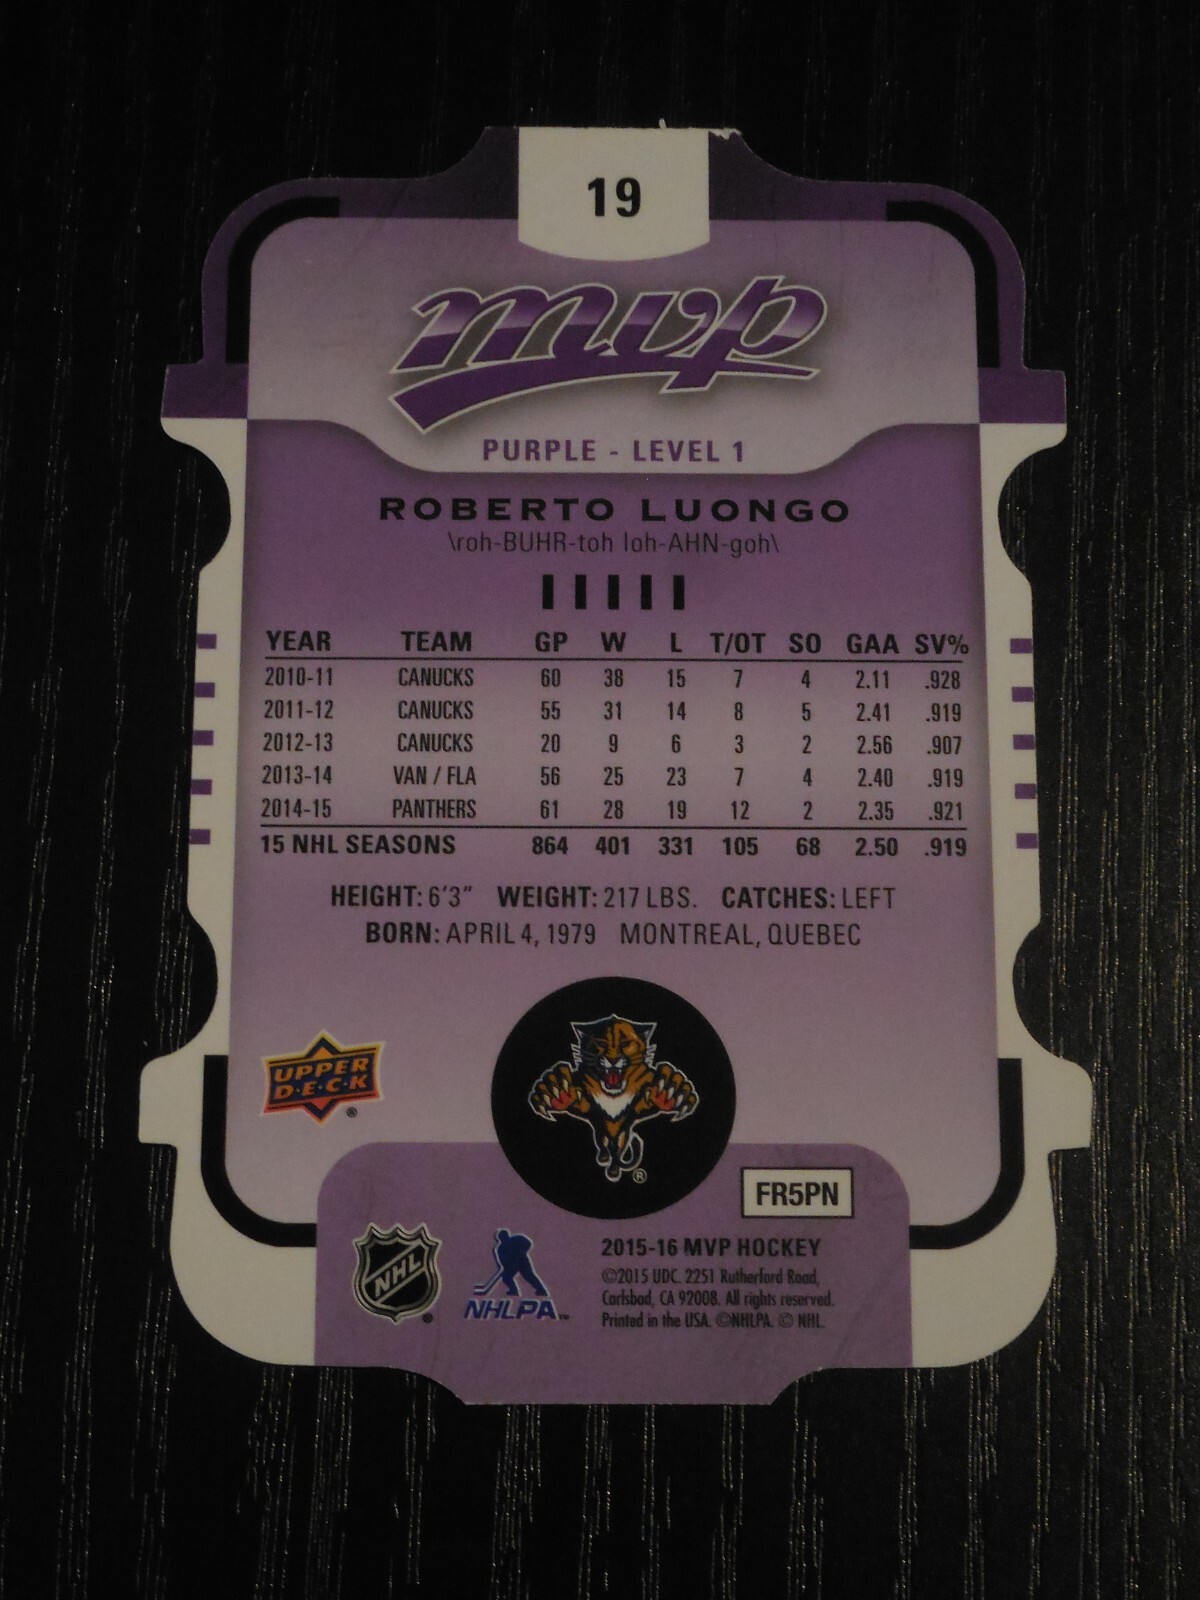 19
mvp
PURPLE - LEVEL 1
ROBERTO LUONGO
\roh-BUHR-toh loh-AHN-goh\
YEAR TEAM GP W L T/OT SO GAA SV%
2010-11 CANUCKS 60 38 15 7 4 2.11 .928
2011-12 CANUCKS 55 31 14 8 5 2.41 .919
2012-13 CANUCKS 20 9 6 3 2 2.56 .907
2013-14 VAN / FLA 56 25 23 7 4 2.40 .919
2014-15 PANTHERS 61 28 19 12 2 2.35 .921
15 NHL SEASONS 864 401 331 105 68 2.50 .919
HEIGHT: 6'3" WEIGHT: 217 LBS. CATCHES: LEFT
BORN: APRIL 4, 1979 MONTREAL, QUEBEC
UPPER
D·E·C·K
®
®
FR5PN
NHL
NHLPA™
2015-16 MVP HOCKEY
©2015 UDC. 2251 Rutherford Road,
Carlsbad, CA 92008. All rights reserved.
Printed in the USA. ©NHLPA. © NHL.